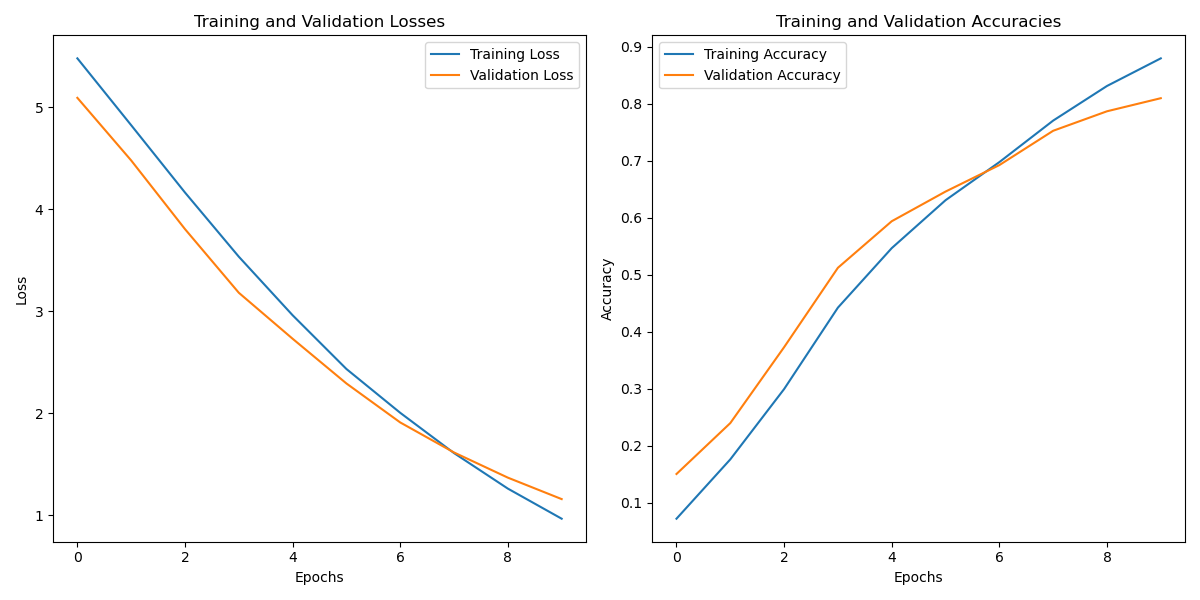 Training and Validation Losses
Training Loss
Validation Loss
5
4
3
2
1
Loss
0 2 4 6 8
Epochs
Training and Validation Accuracies
Training Accuracy
Validation Accuracy
0.9
0.8
0.7
0.6
0.5
0.4
0.3
0.2
0.1
Accuracy
0 2 4 6 8
Epochs